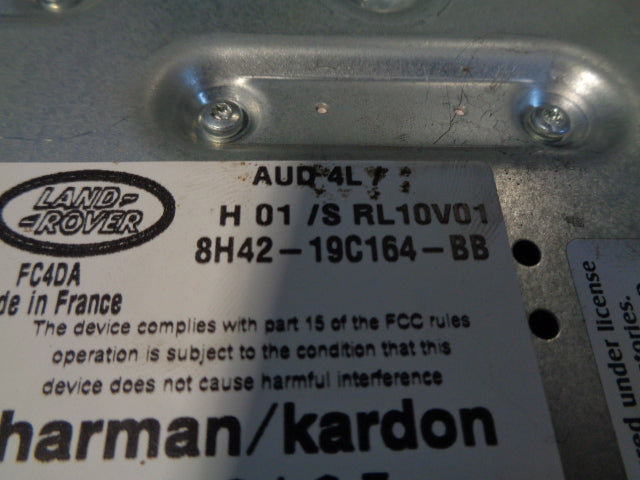 LAND-
-ROVER
AUD 4L
H 01 /S RL10V01
8H42-19C164-BB
FC4DA
de in France
The device complies with part 15 of the FCC rules
operation is subject to the condition that this
device does not cause harmful interference
harman/kardon
red under license
tories.